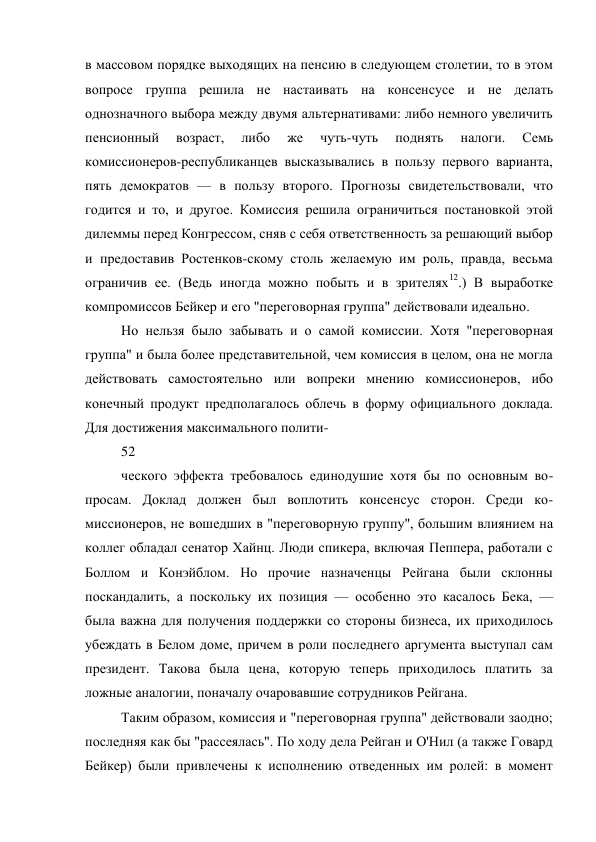 в массовом порядке выходящих на пенсию в следующем столетии, то в этом
вопросе группа решила не настаивать на консенсусе и не делать
однозначного выбора между двумя альтернативами: либо немного увеличить
пенсионный возраст, либо же чуть-чуть поднять налоги. Семь
комиссионеров-республиканцев высказывались в пользу первого варианта,
пять демократов — в пользу второго. Прогнозы свидетельствовали, что
годится и то, и другое. Комиссия решила ограничиться постановкой этой
дилеммы перед Конгрессом, сняв с себя ответственность за решающий выбор
и предоставив Ростенков-скому столь желаемую им роль, правда, весьма
ограничив ее. (Ведь иногда можно побыть и в зрителях12.) В выработке
компромиссов Бейкер и его "переговорная группа" действовали идеально.
Но нельзя было забывать и о самой комиссии. Хотя "переговорная
группа" и была более представительной, чем комиссия в целом, она не могла
действовать самостоятельно или вопреки мнению комиссионеров, ибо
конечный продукт предполагалось облечь в форму официального доклада.
Для достижения максимального полити-
52
ческого эффекта требовалось единодушие хотя бы по основным во-
просам. Доклад должен был воплотить консенсус сторон. Среди ко-
миссионеров, не вошедших в "переговорную группу", большим влиянием на
коллег обладал сенатор Хайнц. Люди спикера, включая Пеппера, работали с
Боллом и Конэйблом. Но прочие назначенцы Рейгана были склонны
поскандалить, а поскольку их позиция — особенно это касалось Бека, —
была важна для получения поддержки со стороны бизнеса, их приходилось
убеждать в Белом доме, причем в роли последнего аргумента выступал сам
президент. Такова была цена, которую теперь приходилось платить за
ложные аналогии, поначалу очаровавшие сотрудников Рейгана.
Таким образом, комиссия и "переговорная группа" действовали заодно;
последняя как бы "рассеялась". По ходу дела Рейган и О'Нил (а также Говард
Бейкер) были привлечены к исполнению отведенных им ролей: в момент